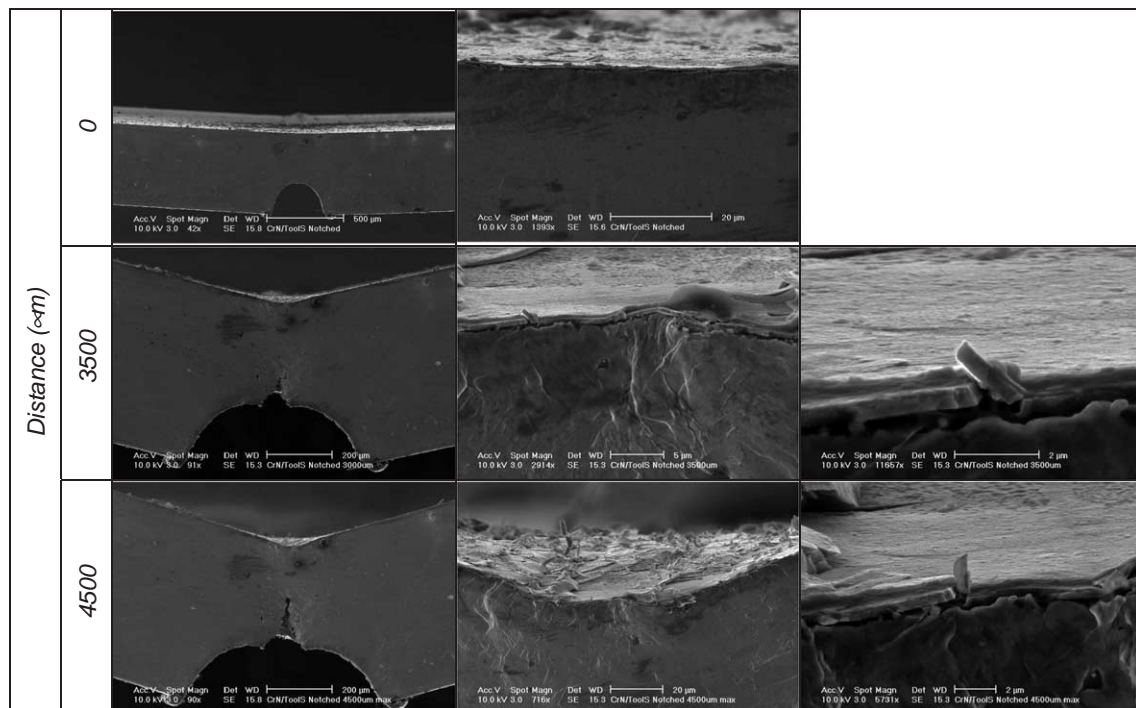 Distance (∝m)
0
Acc.V Spot Magn Det WD 500 µm
10.0 kV 3.0 42x SE 15.8 CrN/ToolS Notched
Acc.V Spot Magn Det WD 20 µm
10.0 kV 3.0 1393x SE 15.6 CrN/ToolS Notched
3500
Acc.V Spot Magn Det WD 200 µm
10.0 kV 3.0 91x SE 15.3 CrN/ToolS Notched 3000um
Acc.V Spot Magn Det WD 5 µm
10.0 kV 3.0 2914x SE 15.3 CrN/ToolS Notched 3500um
Acc.V Spot Magn Det WD 2 µm
10.0 kV 3.0 11657x SE 15.3 CrN/ToolS Notched 3500um
4500
Acc.V Spot Magn Det WD 200 µm
10.0 kV 3.0 90x SE 15.8 CrN/ToolS Notched 4500um max
Acc.V Spot Magn Det WD 20 µm
10.0 kV 3.0 716x SE 15.3 CrN/ToolS Notched 4500um max
Acc.V Spot Magn Det WD 2 µm
10.0 kV 3.0 5731x SE 15.3 CrN/ToolS Notched 4500um max